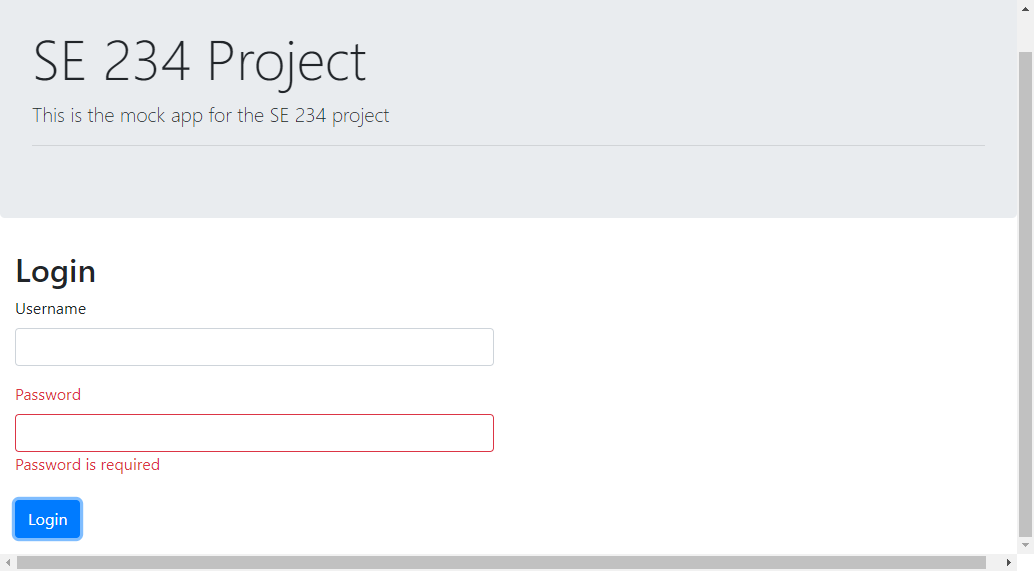 SE 234 Project
This is the mock app for the SE 234 project
Login
Username
Password
Password is required
Login